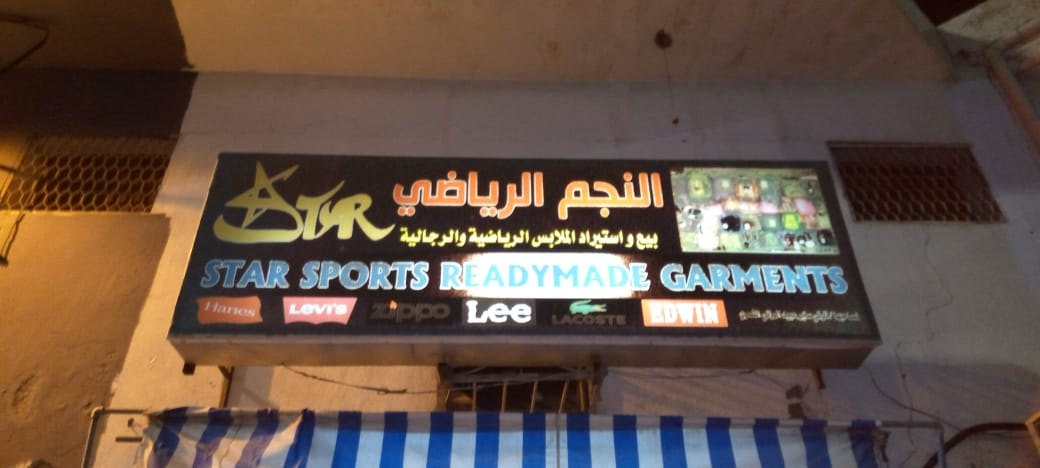 STAR
النجم الرياضي
بيع و استيراد الملابس الرياضية والرجالية
STAR SPORTS READYMADE GARMENTS
Hanes Levi's zippo Lee LACOSTE EDWIN